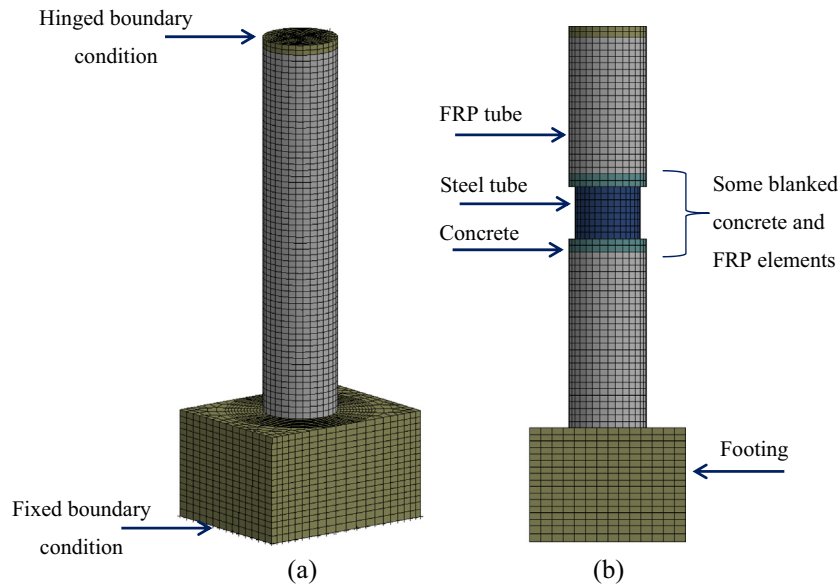 Hinged boundary
condition
Fixed boundary
condition
(a)
FRP tube
Steel tube
Concrete
Some blanked
concrete and
FRP elements
Footing
(b)